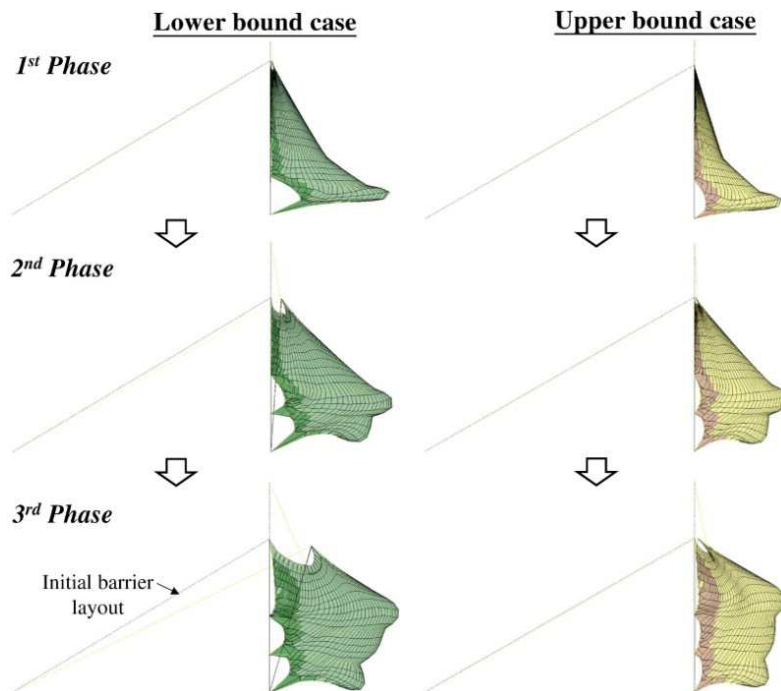 Lower bound case
Upper bound case
1st Phase
2nd Phase
3rd Phase
Initial barrier
layout